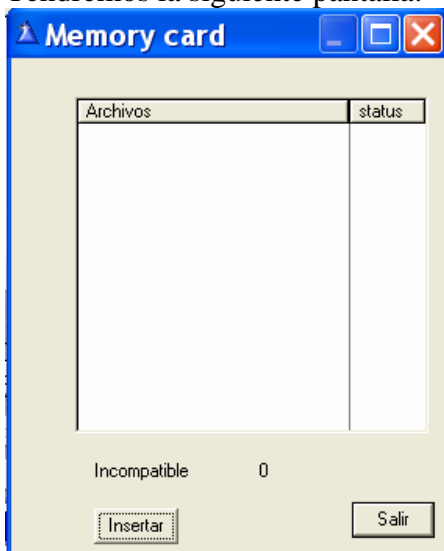 Tendremos la siguiente pantalla:
Memory card
Archivos status
Incompatible 0
Insertar Salir